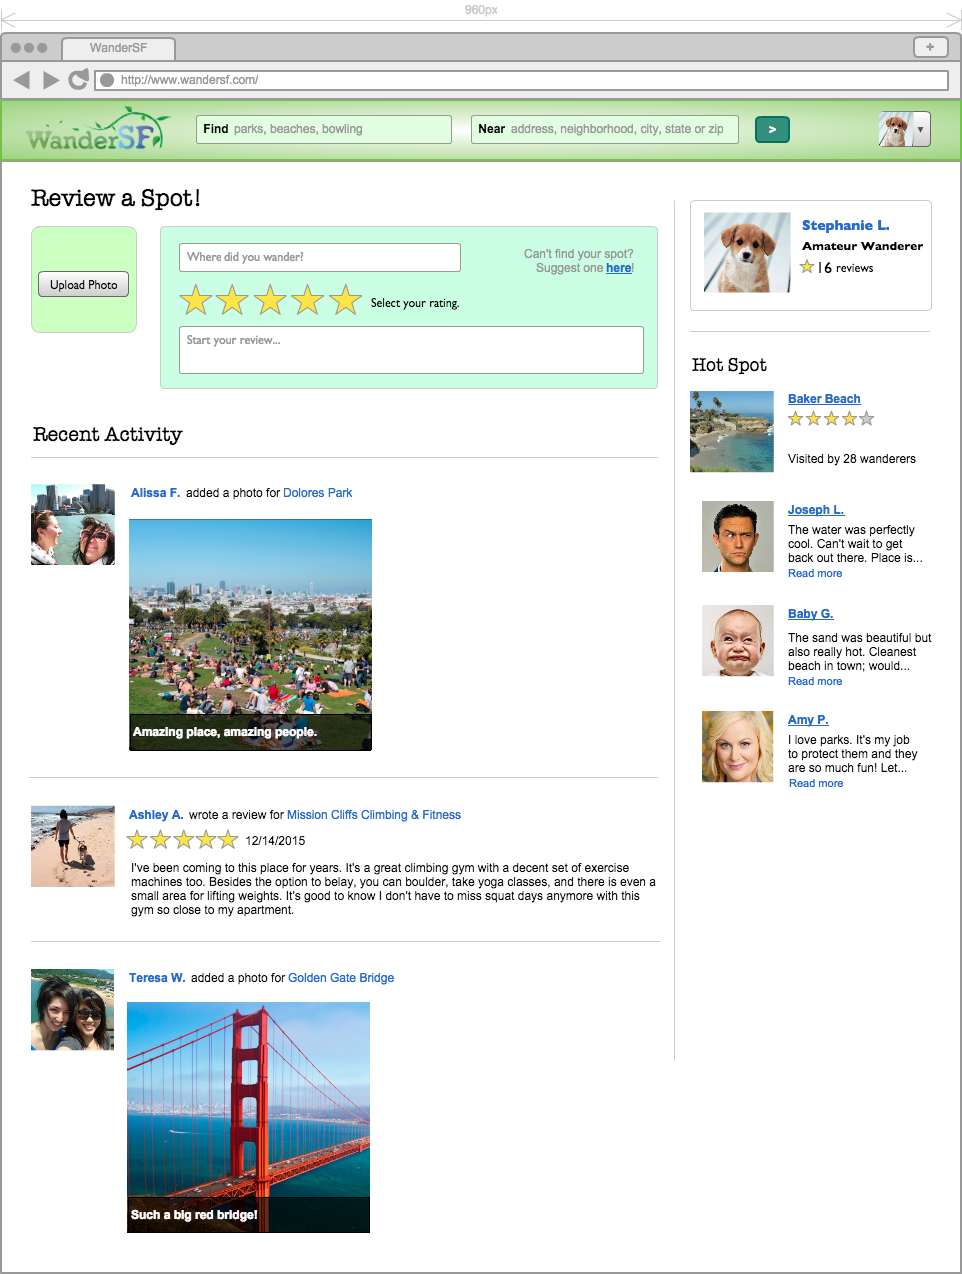 960px
WanderSF
+
http://www.wandersf.com/
WanderSF
Find parks, beaches, bowling
Near address, neighborhood, city, state or zip
>
Review a Spot!
Upload Photo
Where did you wander?
Can't find your spot?
Suggest one here!
Select your rating.
Start your review...
Stephanie L.
Amateur Wanderer
16 reviews
Recent Activity
Alissa F. added a photo for Dolores Park
Amazing place, amazing people.
Ashley A. wrote a review for Mission Cliffs Climbing & Fitness
12/14/2015
I've been coming to this place for years. It's a great climbing gym with a decent set of exercise
machines too. Besides the option to belay, you can boulder, take yoga classes, and there is even a
small area for lifting weights. It's good to know I don't have to miss squat days anymore with this
gym so close to my apartment.
Teresa W. added a photo for Golden Gate Bridge
Such a big red bridge!
Hot Spot
Baker Beach
Visited by 28 wanderers
Joseph L.
The water was perfectly
cool. Can't wait to get
back out there. Place is...
Read more
Baby G.
The sand was beautiful but
also really hot. Cleanest
beach in town; would...
Read more
Amy P.
I love parks. It's my job
to protect them and they
are so much fun! Let...
Read more